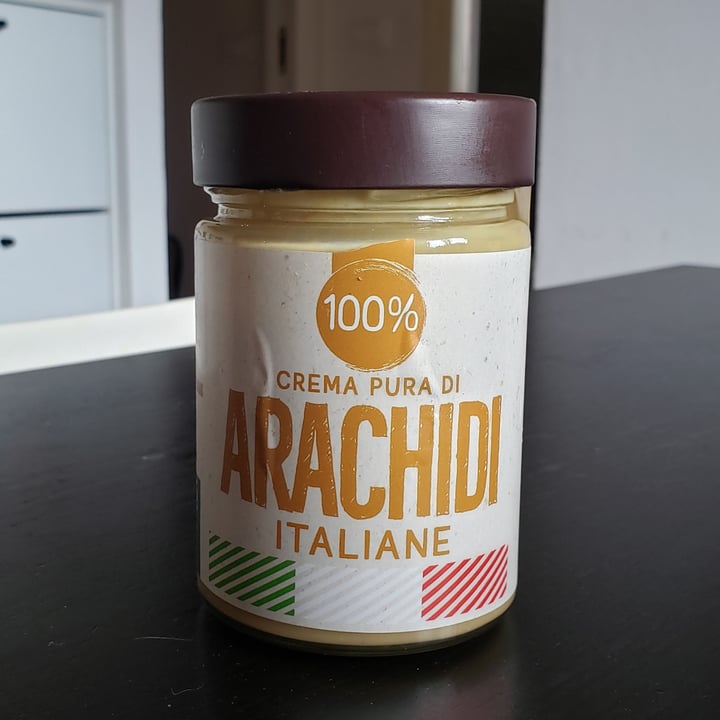 100%
CREMA PURA DI
ARACHIDI
ITALIANE